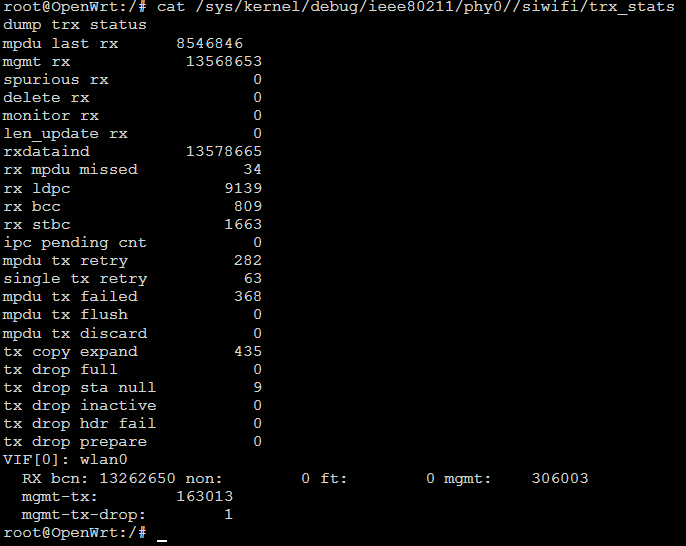 root@OpenWrt:/# cat /sys/kernel/debug/ieee80211/phy0//siwifi/trx_stats
dump trx status
mpdu last rx 8546846
mgmt rx 13568653
spurious rx 0
delete rx 0
monitor rx 0
len_update rx 0
rxdataind 13578665
rx mpdu missed 34
rx ldpc 9139
rx bcc 809
rx stbc 1663
ipc pending cnt 0
mpdu tx retry 282
single tx retry 63
mpdu trx failed 368
mpdu tx flush 0
mpdu tx discard 0
tx copy expand 435
tx drop full 0
tx drop sta null 9
tx drop inactive 0
tx drop hdr fail 0
tx drop prepare 0
VIF[0]: wlan0
RX bcn: 13262650 non: 0 ft: 0 mgmt: 306003
mgmt-tx: 163013
mgmt-tx-drop: 1
root@OpenWrt:/#